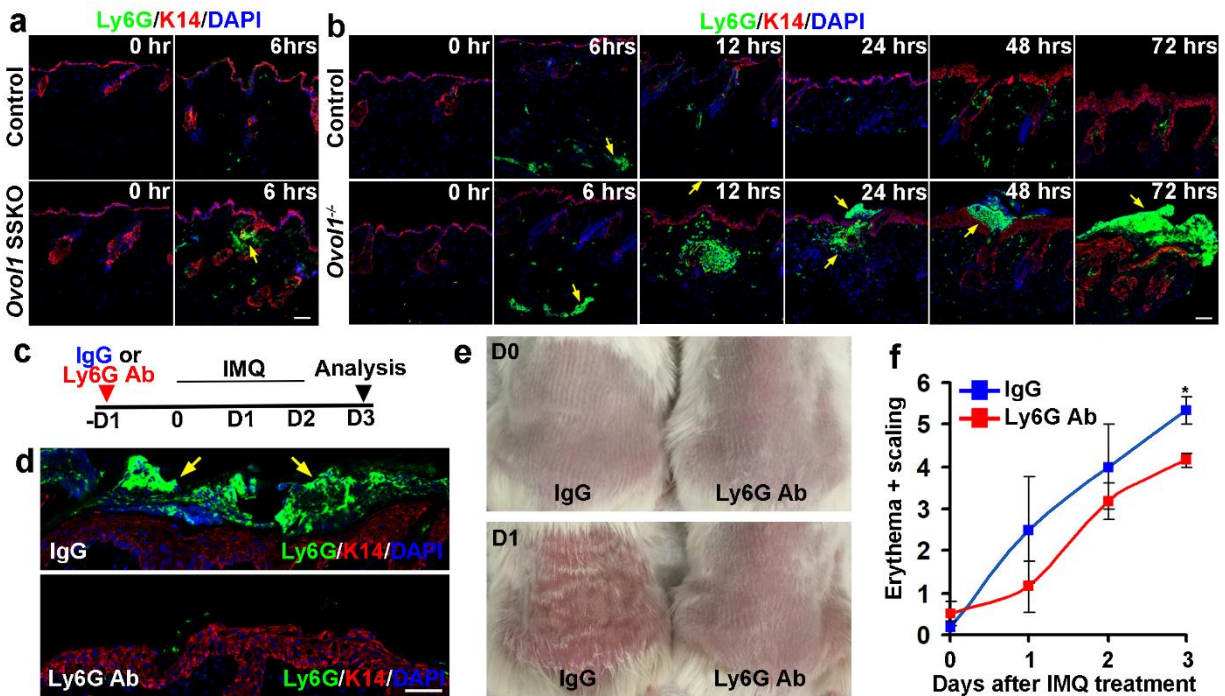 a
Ly6G/K14/DAPI
Control
0 hr
6hrs
Ovol1 SSKO
0 hr
6 hrs
b
Ly6G/K14/DAPI
Control
0 hr
6hrs
12 hrs
24 hrs
48 hrs
72 hrs
Ovol1-/-
0 hr
6 hrs
12 hrs
24 hrs
48 hrs
72 hrs
c
IgG or
Ly6G Ab
IMQ
Analysis
-D1 0 D1 D2 D3
d
IgG
Ly6G/K14/DAPI
Ly6G Ab
Ly6G/K14/DAPI
e
D0
IgG
Ly6G Ab
D1
IgG
Ly6G Ab
f
IgG
Ly6G Ab
*
Erythema + scaling
6
5
4
3
2
1
0
0 1 2 3
Days after IMQ treatment